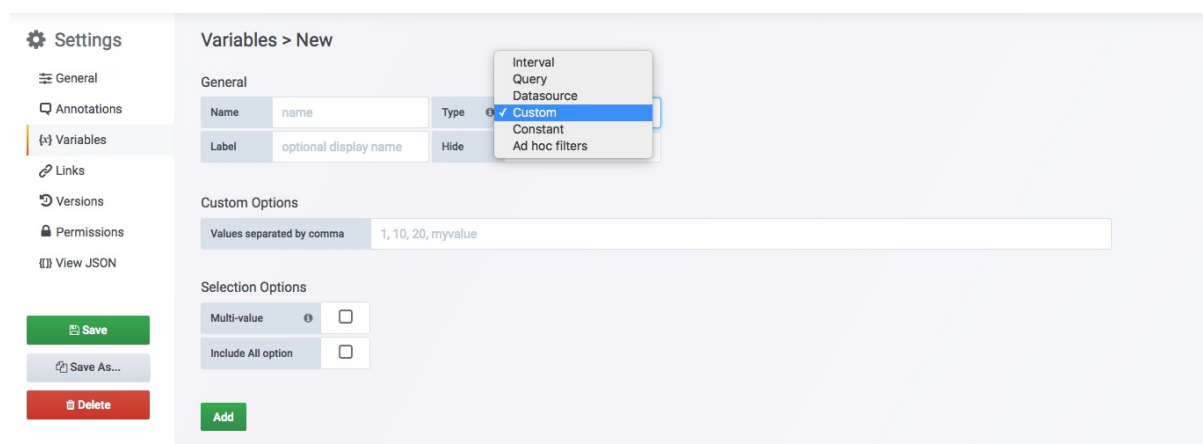 Settings
General
Annotations
{x} Variables
Links
Versions
Permissions
{[]} View JSON
Save
Save As...
Delete
Variables > New
General
Name name Type
Interval
Query
Datasource
✓ Custom
Constant
Ad hoc filters
Label optional display name Hide
Custom Options
Values separated by comma 1, 10, 20, myvalue
Selection Options
Multi-value
Include All option
Add